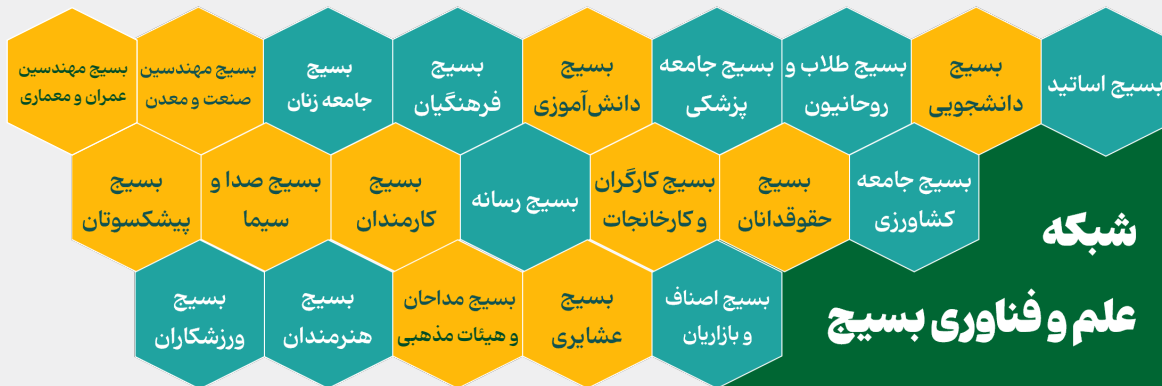 بسیج اساتید
بسیج
دانشجویی
بسیج طلاب و
روحانیون
بسیج جامعه
پزشکی
بسیج
دانش‌آموزی
بسیج
فرهنگیان
بسیج
جامعه زنان
بسیج مهندسین
صنعت و معدن
بسیج مهندسین
عمران و معماری
بسیج جامعه
کشاورزی
بسیج
حقوقدانان
بسیج کارگران
و کارخانجات
بسیج رسانه
بسیج
کارمندان
بسیج صدا و
سیما
بسیج
پیشکسوتان
شبکه
علم و فناوری بسیج
بسیج اصناف
و بازاریان
بسیج
عشایری
بسیج مداحان
و هیئات مذهبی
بسیج
هنرمندان
بسیج
ورزشکاران